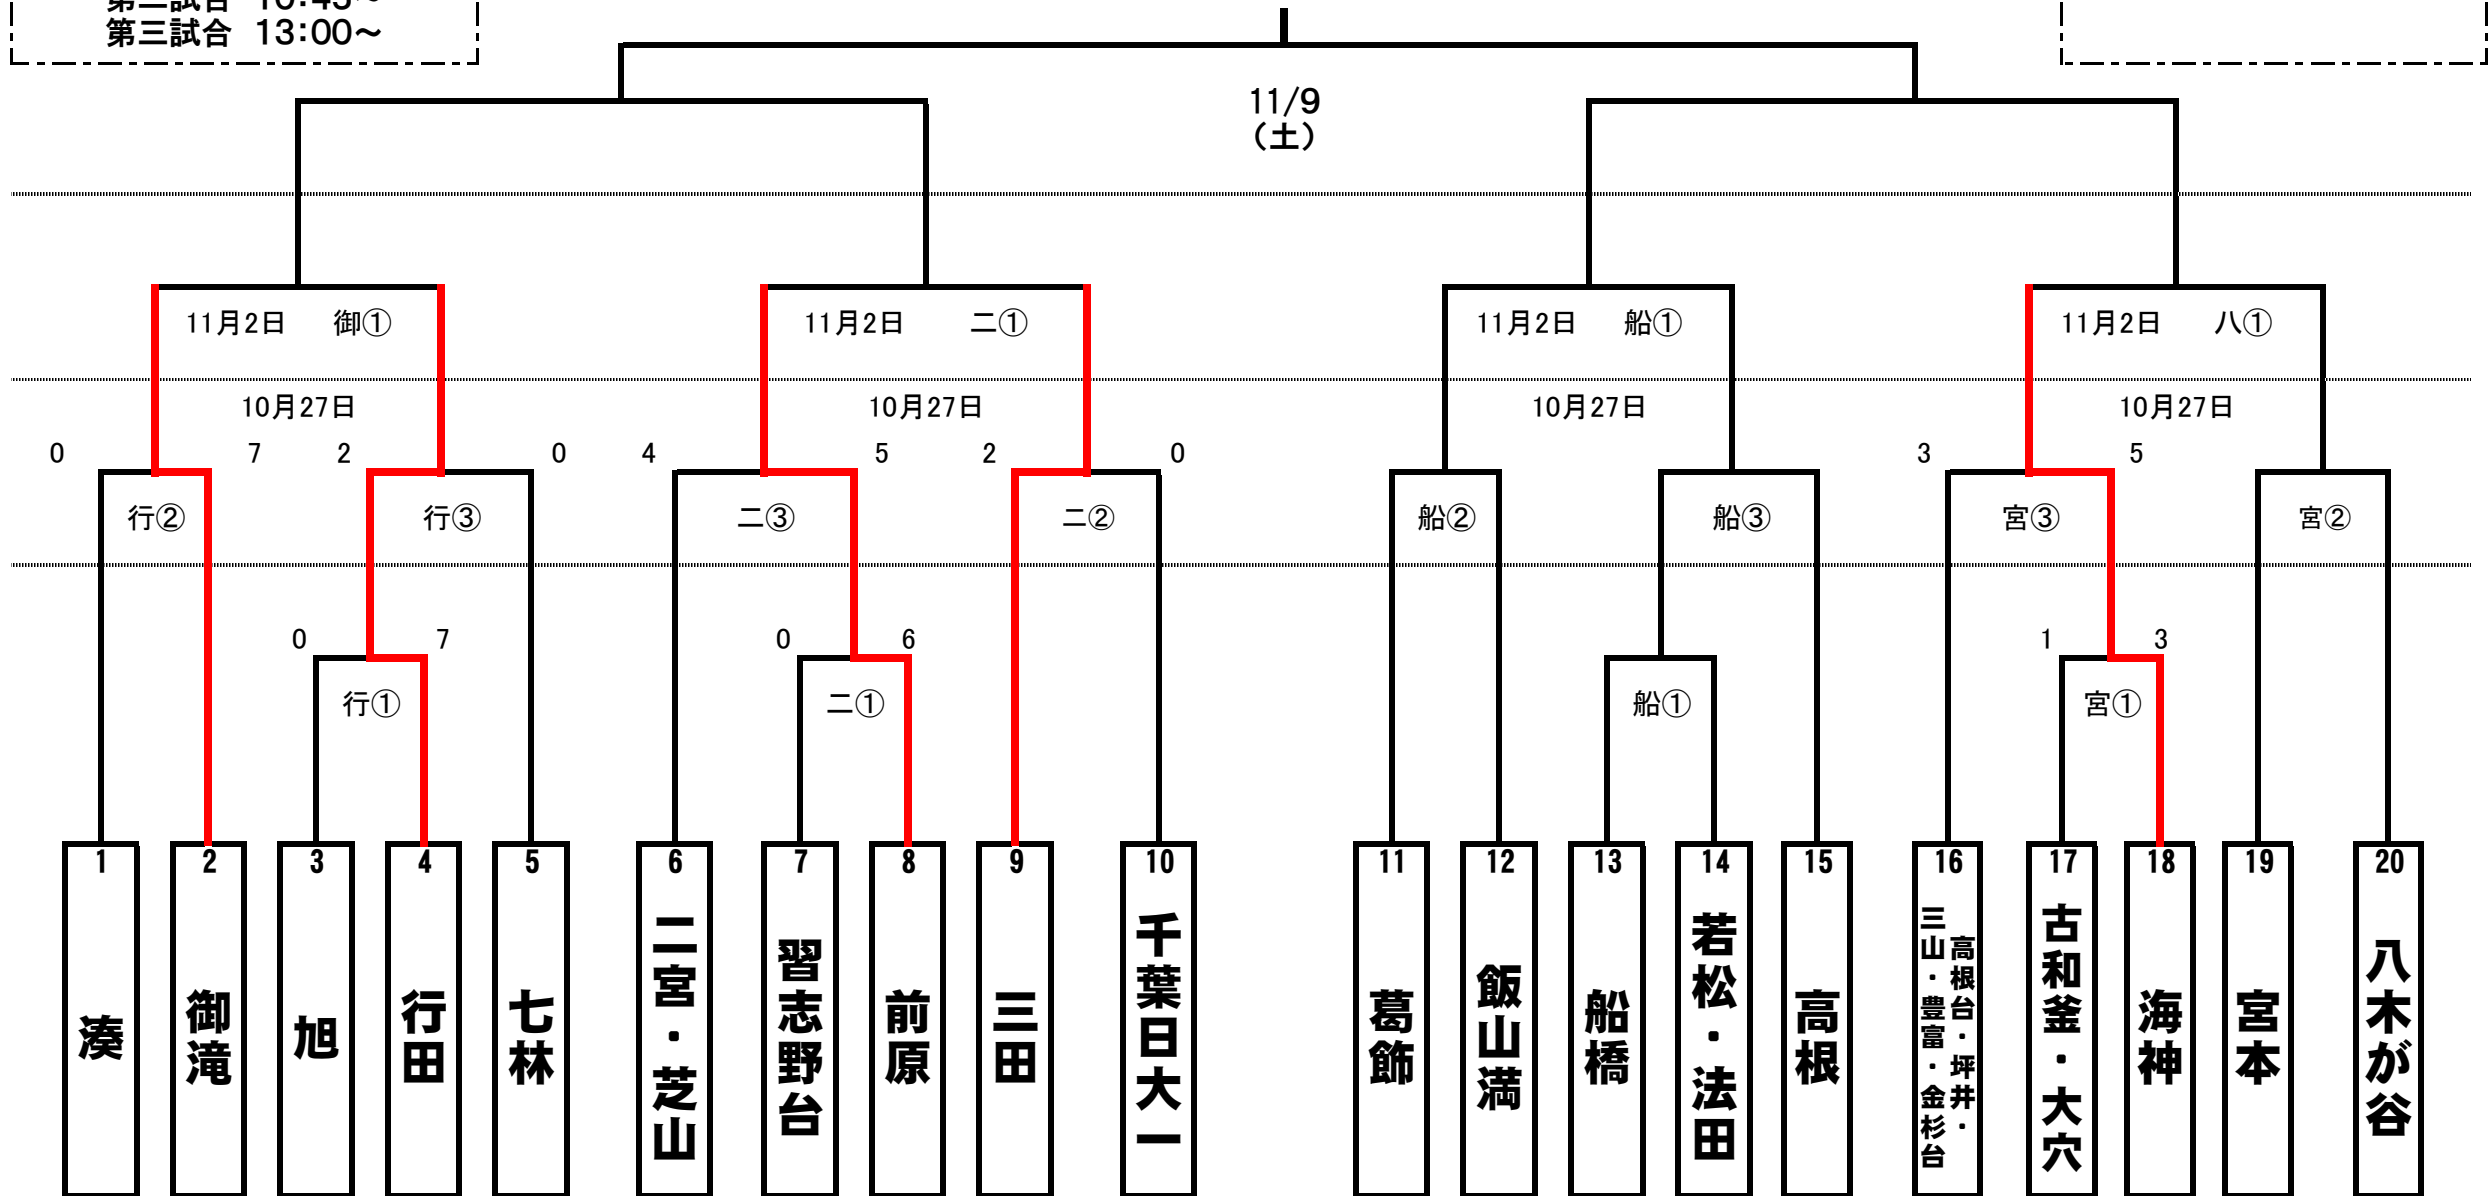 第三試合 13:00～
11/9
（土）
11月2日 御①
11月2日 二①
11月2日 船①
11月2日 八①
10月27日
10月27日
10月27日
10月27日
0 7 2 0 4 5 2 0 3 5
行② 行③ 二③ 二② 船② 船③ 宮③ 宮②
0 7 0 6 1 3
行① 二① 船① 宮①
1 2 3 4 5 6 7 8 9 10 11 12 13 14 15 16 17 18 19 20
湊
御滝
旭
行田
七林
二宮・芝山
習志野台
前原
三田
千葉日大一
葛飾
飯山満
船橋
若松・法田
高根
高根台・坪井・
三山・豊富・金杉台
古和釜・大穴
海神
宮本
八木が谷